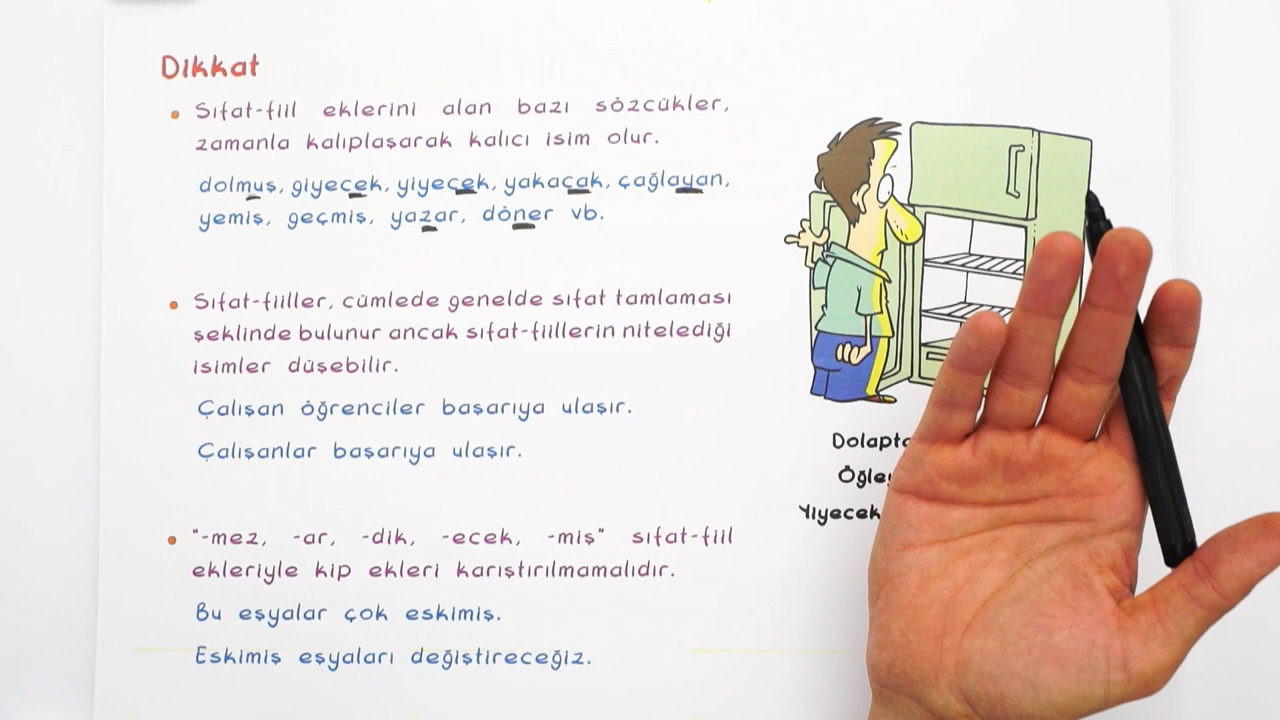 Dikkat
Sıfat-fiil eklerini alan bazı sözcükler,
zamanla kalıplaşarak kalıcı isim olur.
dolmuş, giyecek, yiyecek, yakacak, çağlayan,
yemiş, geçmiş, yazar, döner vb.
Sıfat-fiiller, cümlede genelde sıfat tamlaması
şeklinde bulunur ancak sıfat-fiillerin nitelediği
isimler düşebilir.
Çalışan öğrenciler başarıya ulaşır.
Çalışanlar başarıya ulaşır.
"-mez, -ar, -dik, -ecek, -miş" sıfat-fiil
ekleriyle kip ekleri karıştırılmamalıdır.
Bu eşyalar çok eskimiş.
Eskimiş eşyaları değiştireceğiz.
Yiyecek